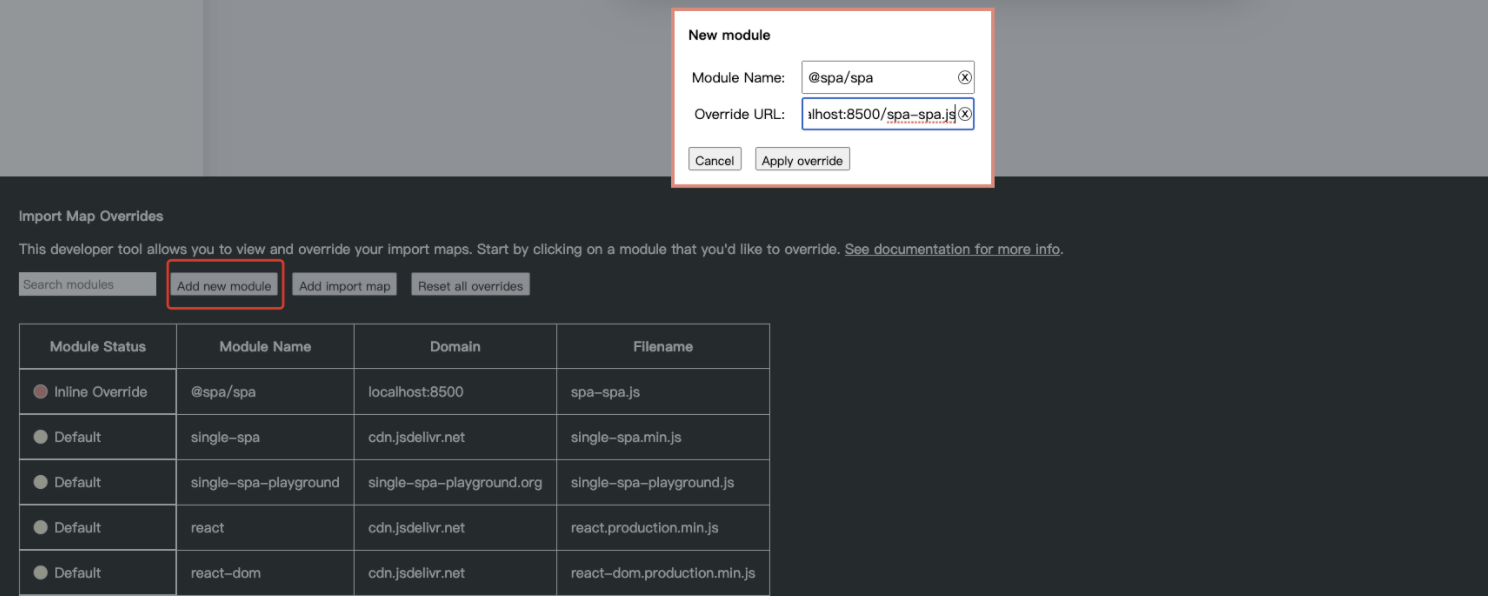 New module
Module Name: @spa/spa
Override URL: alhost:8500/spa-spa.js
Cancel Apply override
Import Map Overrides
This developer tool allows you to view and override your import maps. Start by clicking on a module that you'd like to override. See documentation for more info.
Search modules Add new module Add import map Reset all overrides
Module Status Module Name Domain Filename
Inline Override @spa/spa localhost:8500 spa-spa.js
Default single-spa cdn.jsdelivr.net single-spa.min.js
Default single-spa-playground single-spa-playground.org single-spa-playground.js
Default react cdn.jsdelivr.net react.production.min.js
Default react-dom cdn.jsdelivr.net react-dom.production.min.js